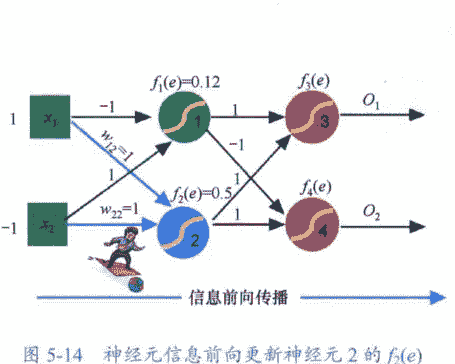 f₁(e)=0.12
f₃(e)
1
x₁
−1
1
1
3
O₁
w₁₂=1
−1
1
f₂(e)=0.5
1
f₄(e)
−1
x₂
w₂₂=1
2
1
4
O₂
信息前向传播
图 5-14 神经元信息前向更新神经元 2 的 f₂(e)